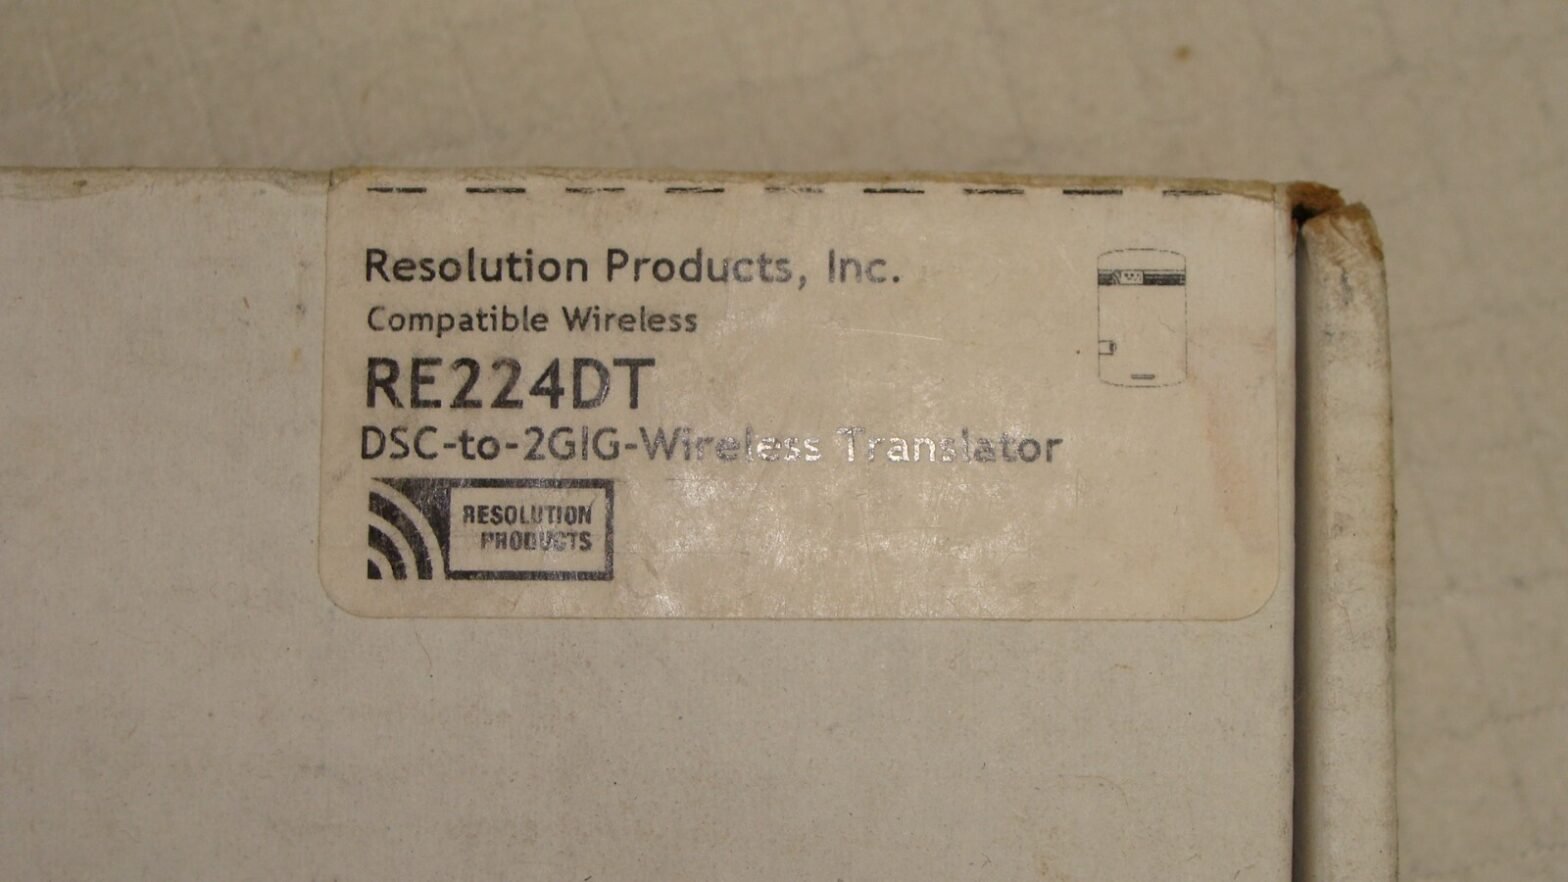 Resolution Products, Inc.
Compatible Wireless
RE224DT
DSC-to-2GIG-Wireless Translator
RESOLUTION
PRODUCTS